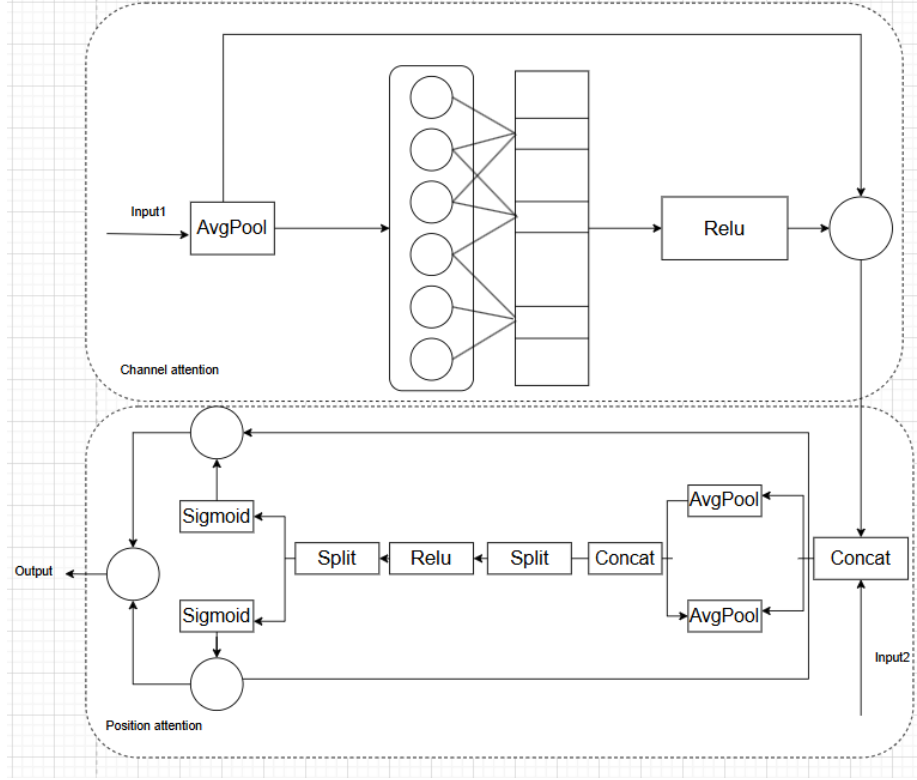 Input1
AvgPool
Relu
Channel attention
AvgPool
Sigmoid
Split
Relu
Split
Concat
Concat
Output
Sigmoid
AvgPool
Input2
Position attention